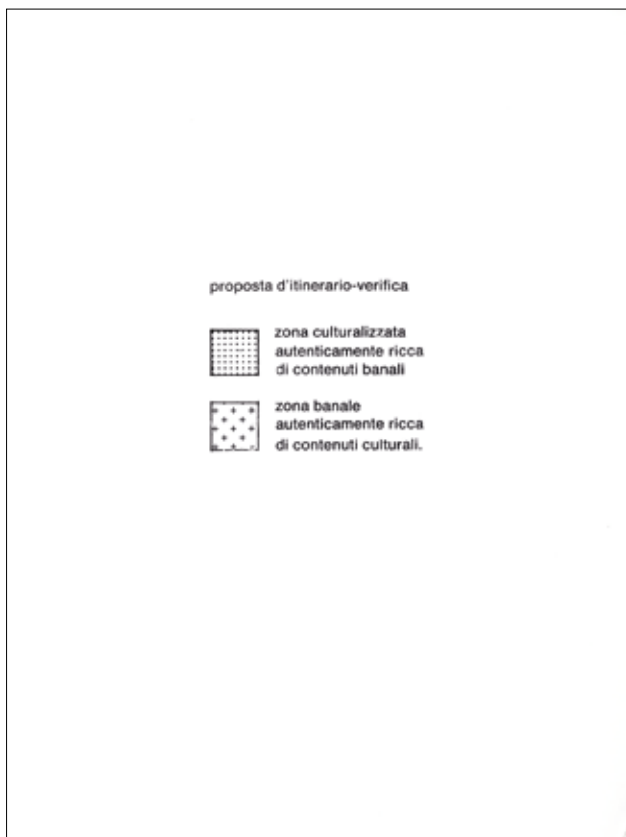 proposta d'itinerario-verifica
zona culturalizzata
autenticamente ricca
di contenuti banali
zona banale
autenticamente ricca
di contenuti culturali.